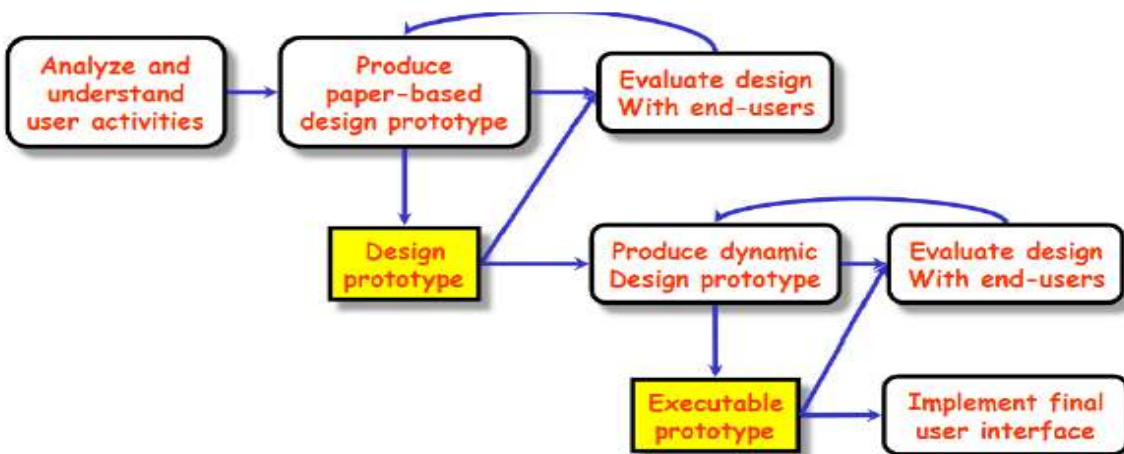 Analyze and
understand
user activities
Produce
paper-based
design prototype
Evaluate design
With end-users
Design
prototype
Produce dynamic
Design prototype
Evaluate design
With end-users
Executable
prototype
Implement final
user interface